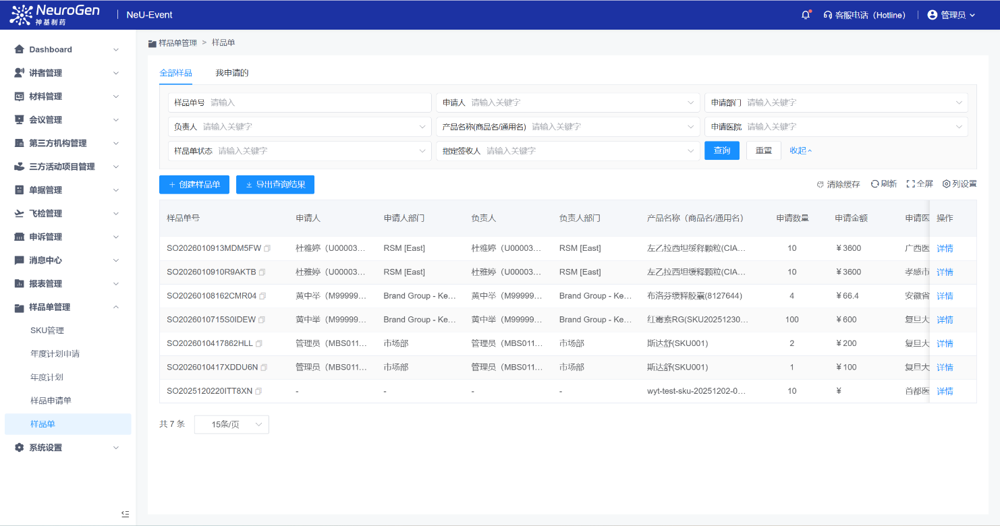 NeuroGen
神基制药
NeU-Event
客服电话（Hotline）
管理员
Dashboard
讲者管理
材料管理
会议管理
第三方机构管理
三方活动项目管理
单据管理
飞检管理
申诉管理
消息中心
报表管理
样品单管理
SKU管理
年度计划申请
年度计划
样品申请单
样品单
系统设置
样品单管理 > 样品单
全部样品 我申请的
样品单号 请输入 申请人 请输入关键字 申请部门 请输入关键字
负责人 请输入关键字 产品名称(商品名/通用名) 请输入关键字 申请医院 请输入关键字
样品单状态 请输入关键字 指定签收人 请输入关键字 查询 重置 收起
创建样品单 导出查询结果 清除缓存 刷新 全屏 列设置
样品单号 申请人 申请人部门 负责人 负责人部门 产品名称（商品名/通用名） 申请数量 申请金额 申请医 操作
SO2026010913MDM5FW 杜雅婷（U00003… RSM [East] 杜雅婷（U00003… RSM [East] 左乙拉西坦缓释颗粒(CIA… 10 ￥3600 广西医 详情
SO2026010910R9AKTB 杜雅婷（U00003… RSM [East] 杜雅婷（U00003… RSM [East] 左乙拉西坦缓释颗粒(CIA… 10 ￥3600 孝感市 详情
SO20260108162CMR04 黄中举（M99999… Brand Group - Ke… 黄中举（M99999… Brand Group - Ke… 布洛芬缓释胶囊(8127644) 4 ￥66.4 安徽省 详情
SO2026010715S0IDEW 黄中举（M99999… Brand Group - Ke… 黄中举（M99999… Brand Group - Ke… 红霉素RG(SKU20251230… 100 ￥600 复旦大 详情
SO2026010417862HLL 管理员（MBS011… 市场部 管理员（MBS011… 市场部 斯达舒(SKU001) 2 ￥200 复旦大 详情
SO2026010417XDDU6N 管理员（MBS011… 市场部 管理员（MBS011… 市场部 斯达舒(SKU001) 1 ￥100 复旦大 详情
SO2025120220ITT8XN - - - - wyt-test-sku-20251202-0… 10 ￥ 首都医 详情
共 7 条 15条/页